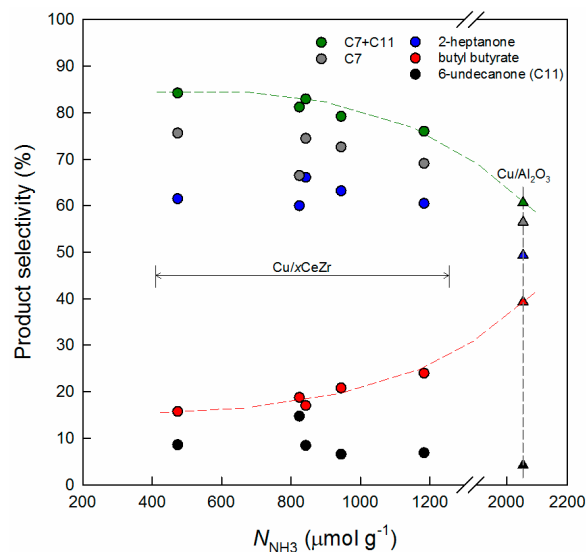 100
90
80
70
60
50
40
30
20
10
0
Product selectivity (%)
C7+C11
C7
2-heptanone
butyl butyrate
6-undecanone (C11)
Cu/Al₂O₃
Cu/xCeZr
200 400 600 800 1000 1200 2000 2200
N_NH3 (μmol g⁻¹)